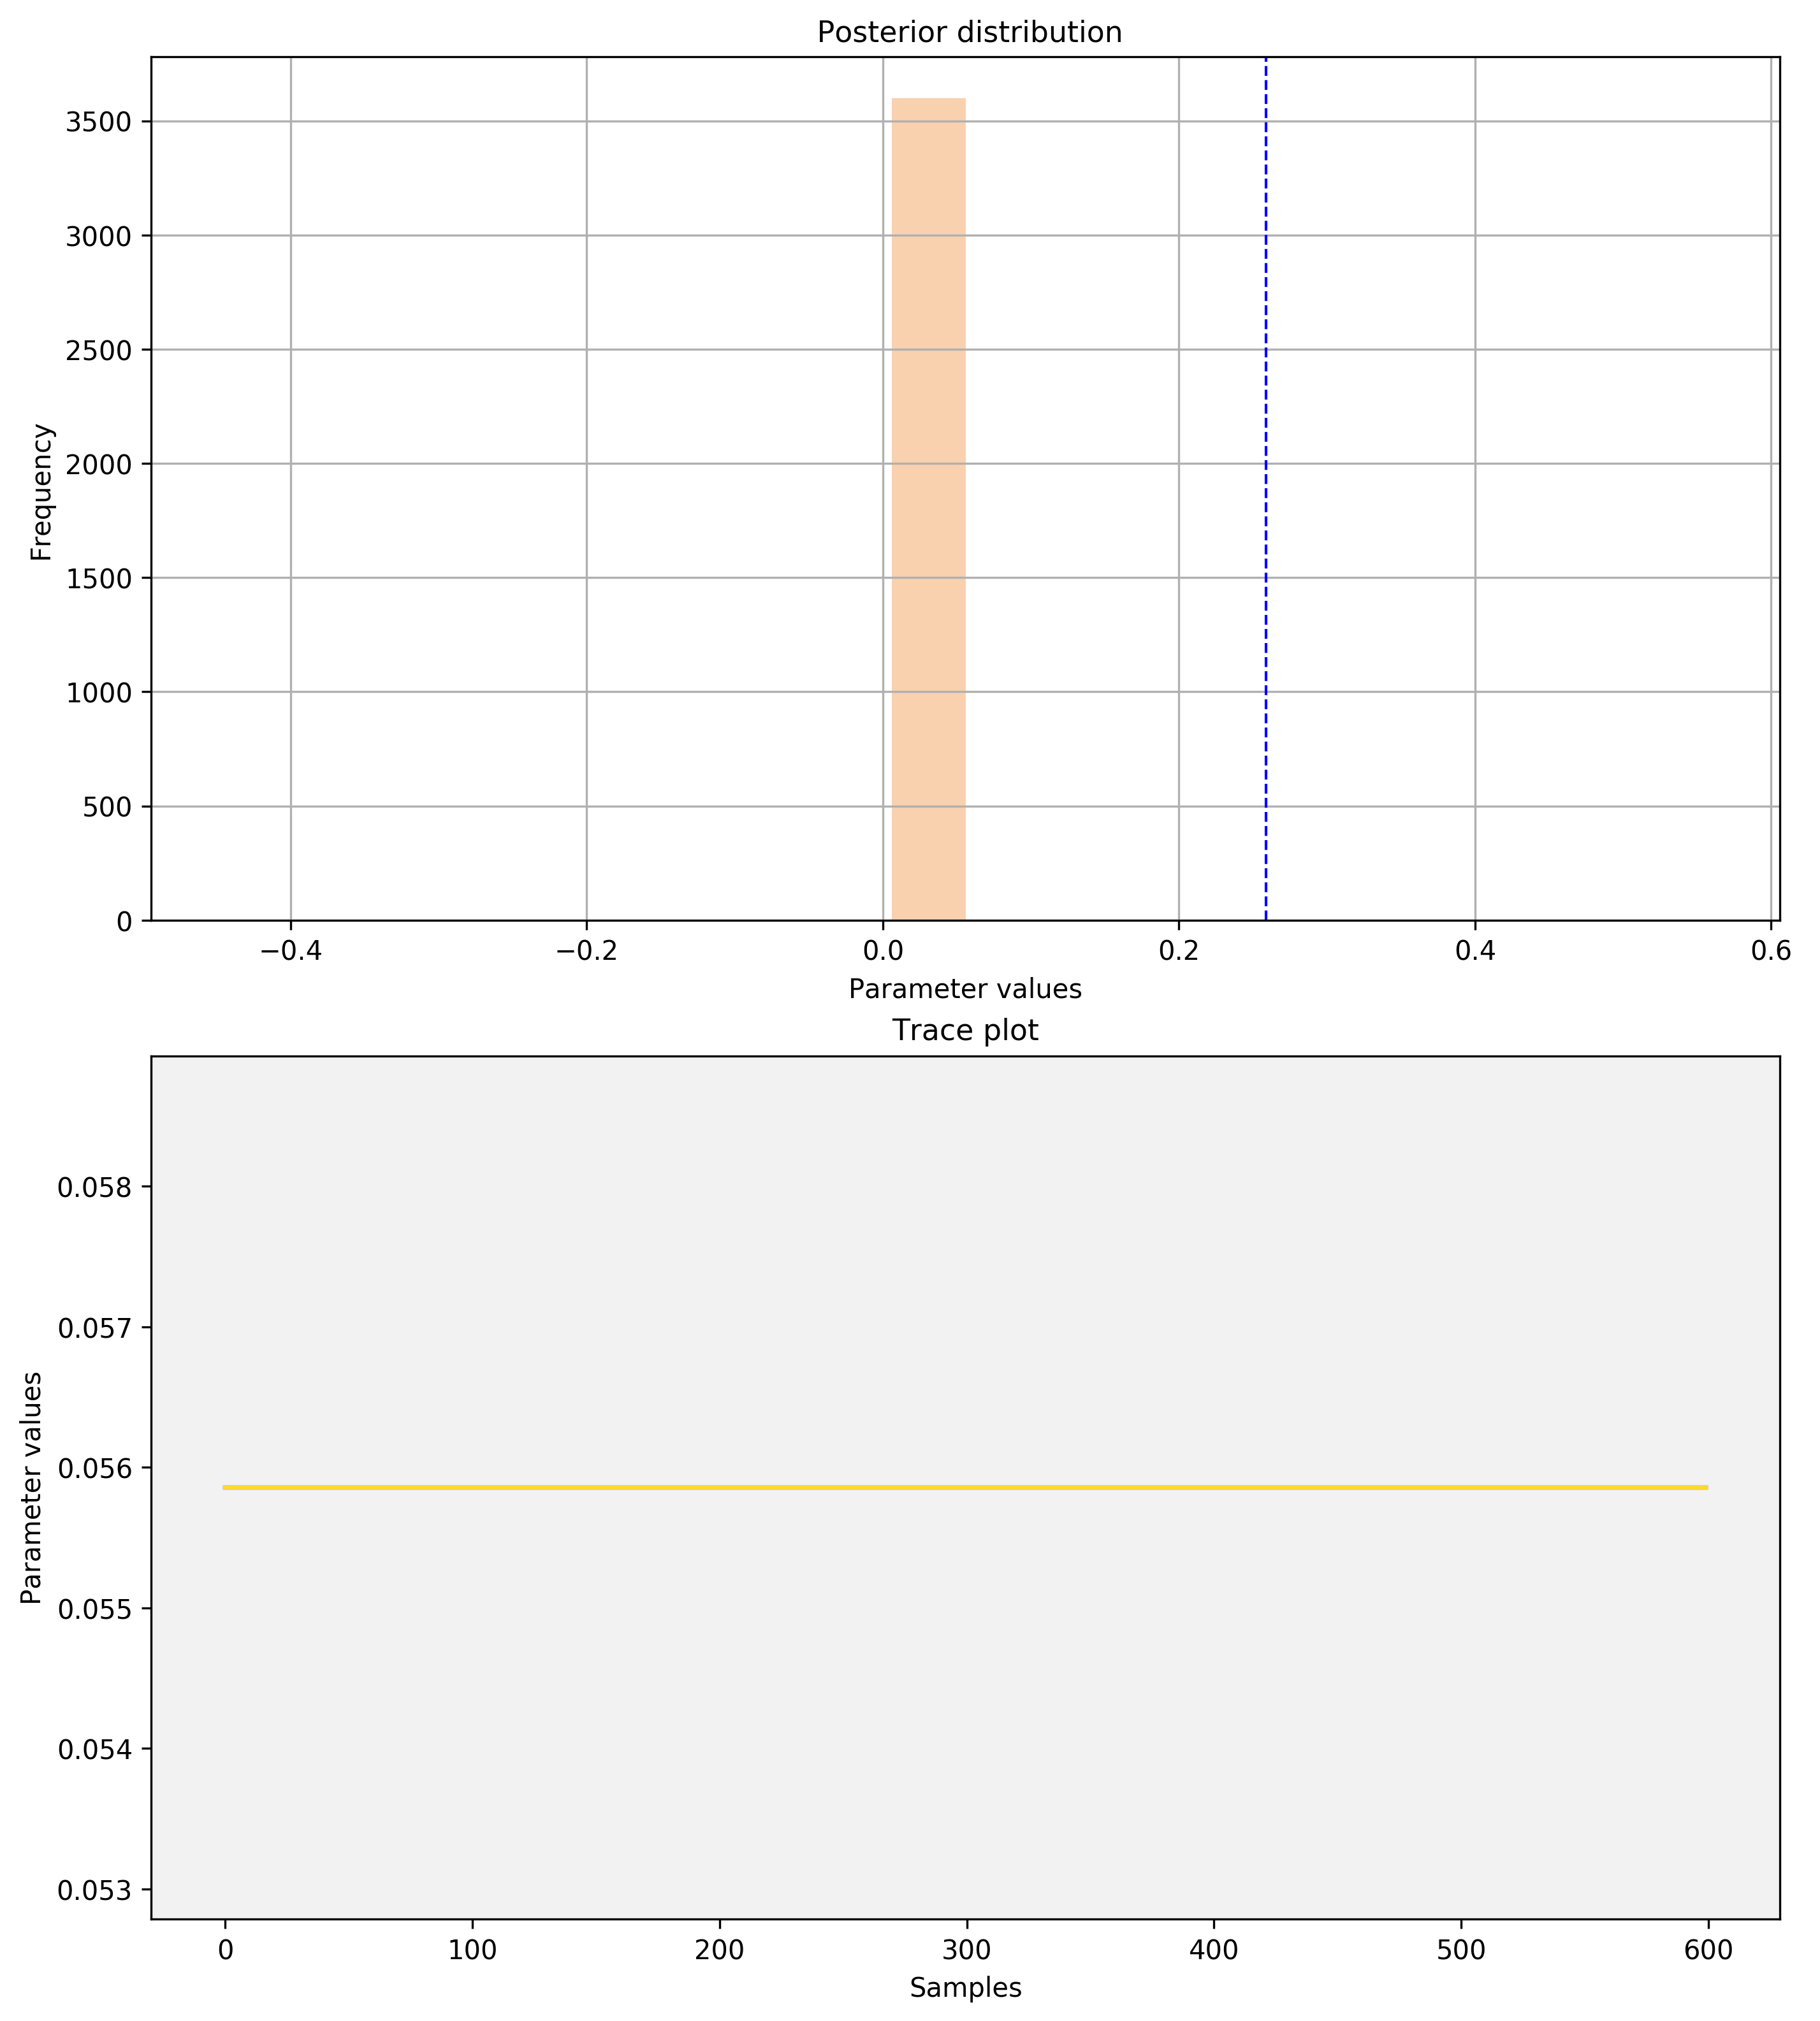 Posterior distribution
3500
3000
2500
2000
1500
1000
500
0
Frequency
−0.4 −0.2 0.0 0.2 0.4 0.6
Parameter values
Trace plot
0.058
0.057
0.056
0.055
0.054
0.053
Parameter values
0 100 200 300 400 500 600
Samples